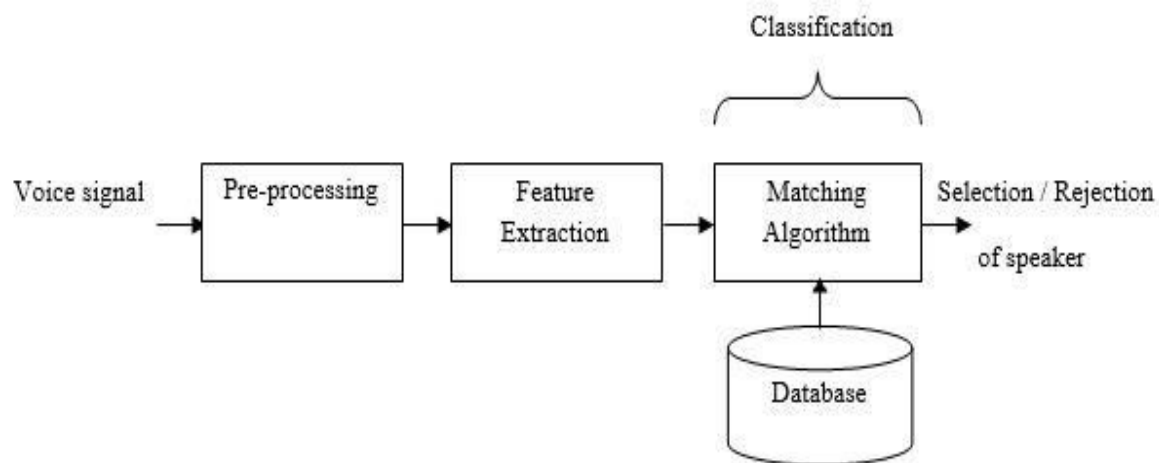 Classification
Voice signal
Pre-processing
Feature
Extraction
Matching
Algorithm
Selection / Rejection
of speaker
Database